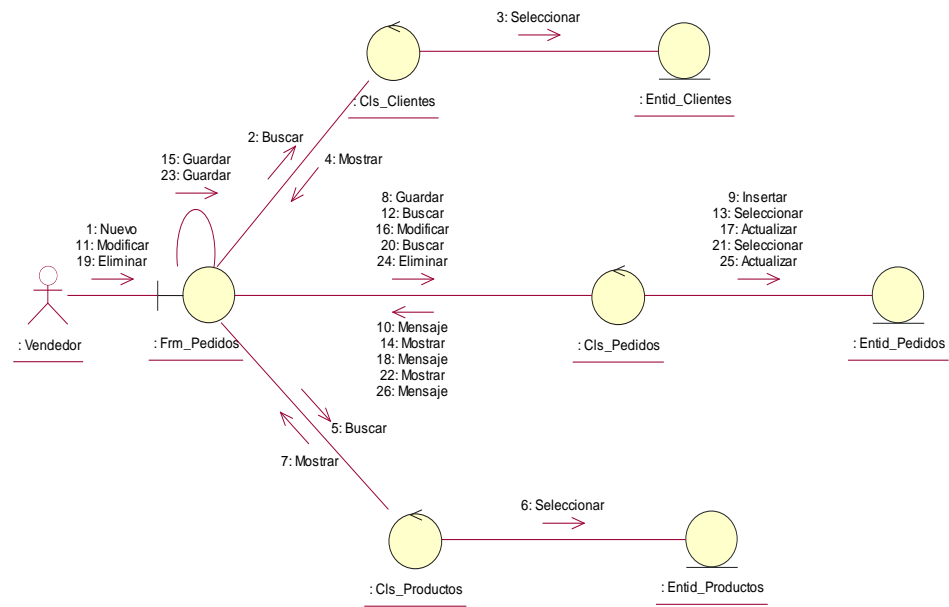 3: Seleccionar
: Cls_Clientes
: Entid_Clientes
2: Buscar
4: Mostrar
15: Guardar
23: Guardar
1: Nuevo
11: Modificar
19: Eliminar
8: Guardar
12: Buscar
16: Modificar
20: Buscar
24: Eliminar
9: Insertar
13: Seleccionar
17: Actualizar
21: Seleccionar
25: Actualizar
: Vendedor
: Frm_Pedidos
10: Mensaje
14: Mostrar
18: Mensaje
22: Mostrar
26: Mensaje
: Cls_Pedidos
: Entid_Pedidos
5: Buscar
7: Mostrar
6: Seleccionar
: Cls_Productos
: Entid_Productos